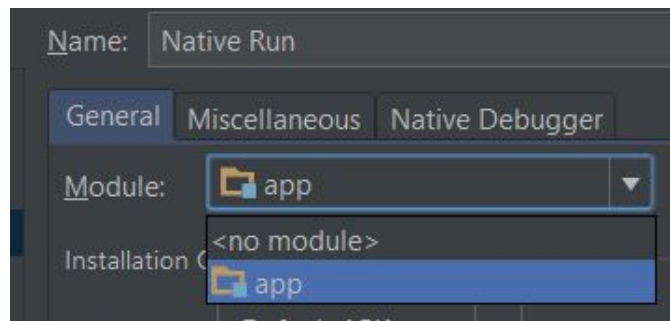 Name: Native Run
General Miscellaneous Native Debugger
Module: app
<no module>
Installation
app